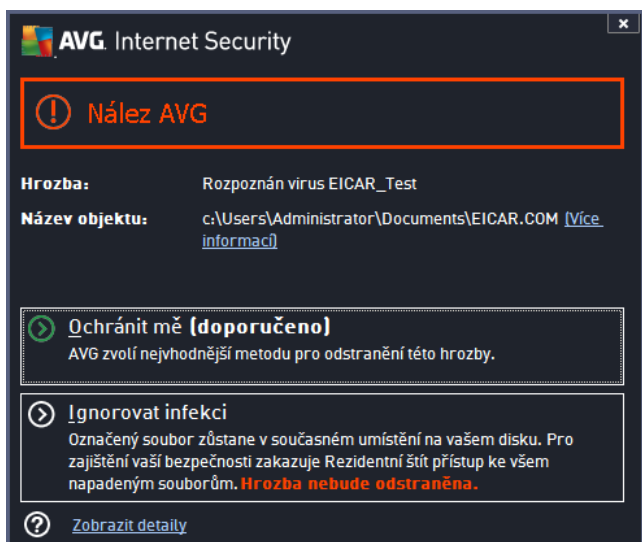 AVG. Internet Security
Nález AVG
Hrozba: Rozpoznán virus EICAR_Test
Název objektu: c:\Users\Administrator\Documents\EICAR.COM (Více
informací)
Ochránit mě (doporučeno)
AVG zvolí nejvhodnější metodu pro odstranění této hrozby.
Ignorovat infekci
Označený soubor zůstane v současném umístění na vašem disku. Pro
zajištění vaší bezpečnosti zakazuje Rezidentní štít přístup ke všem
napadeným souborům. Hrozba nebude odstraněna.
Zobrazit detaily